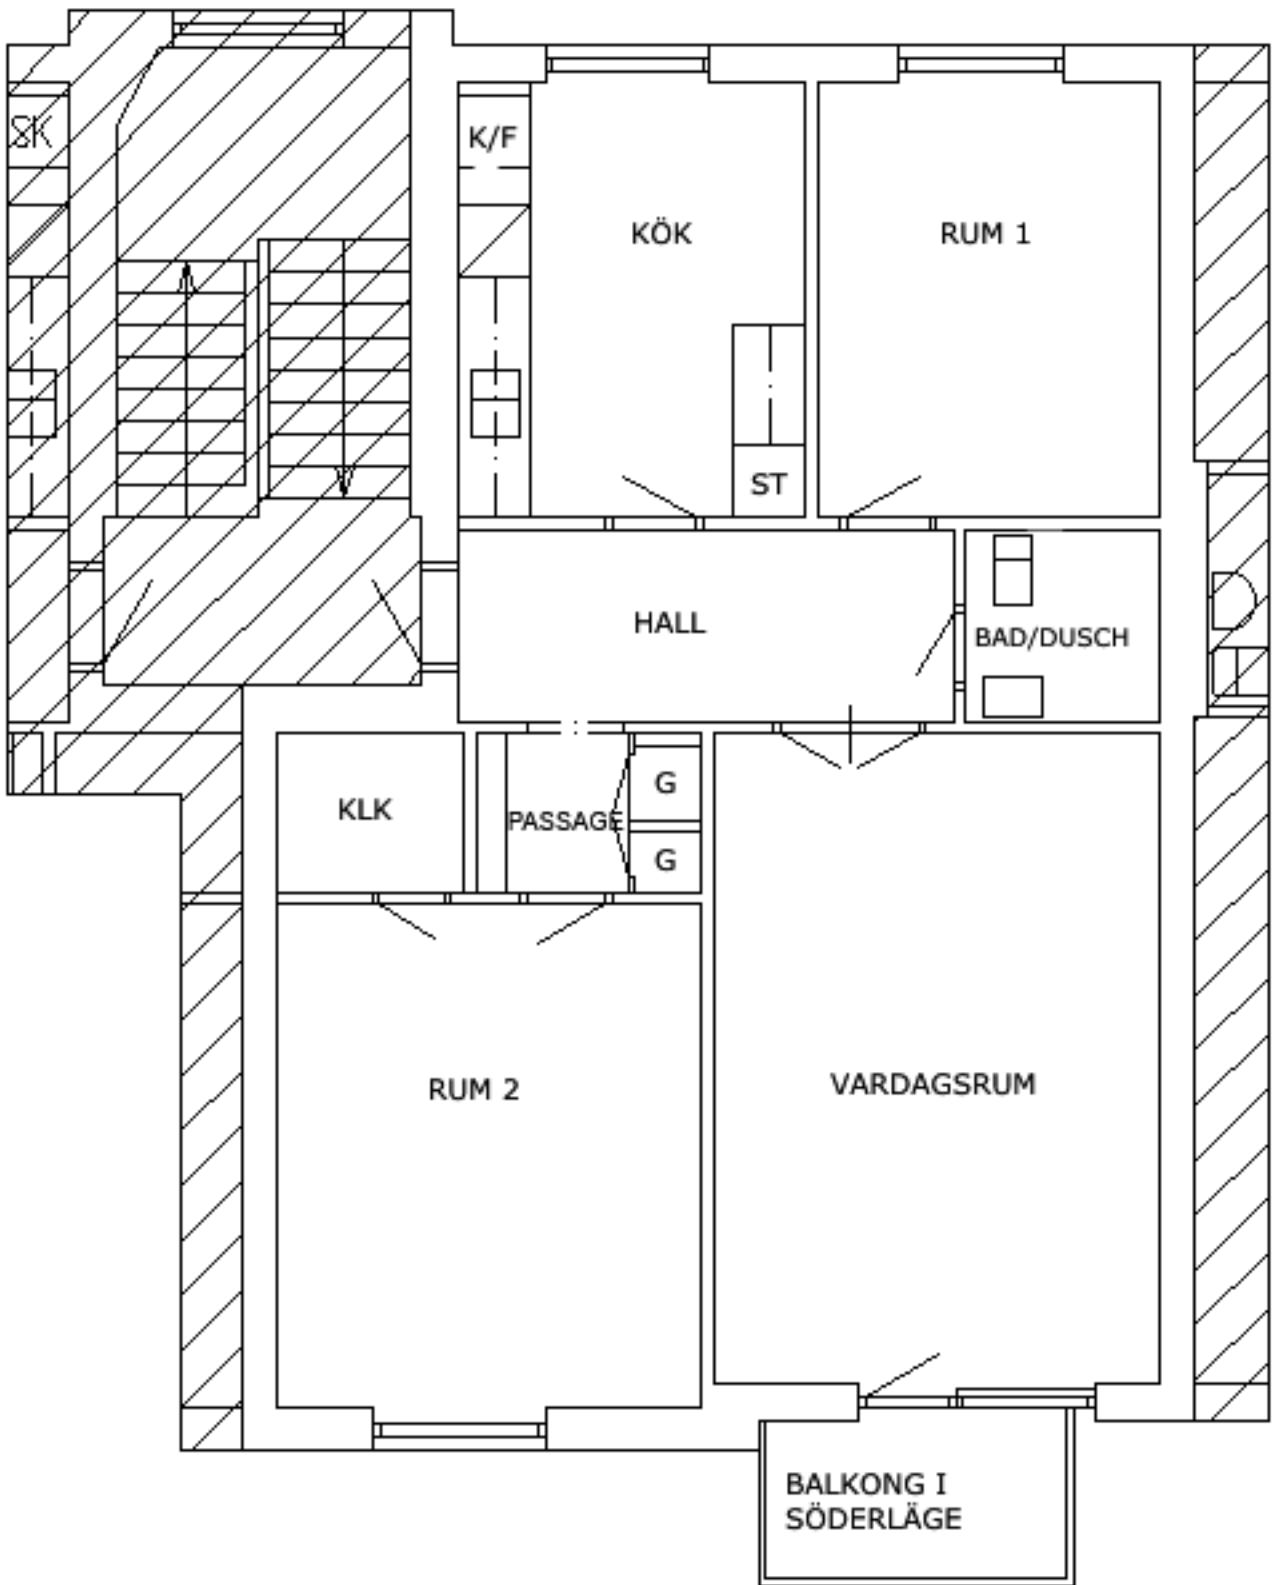 SK
K/F
KÖK
RUM 1
ST
HALL
BAD/DUSCH
KLK
PASSAGE
G
G
RUM 2
VARDAGSRUM
BALKONG I
SÖDERLÄGE